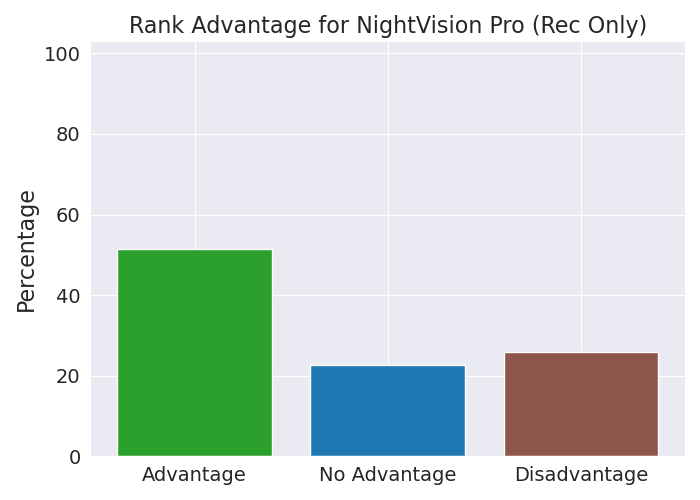 Rank Advantage for NightVision Pro (Rec Only)
Percentage
100
80
60
40
20
0
Advantage
No Advantage
Disadvantage